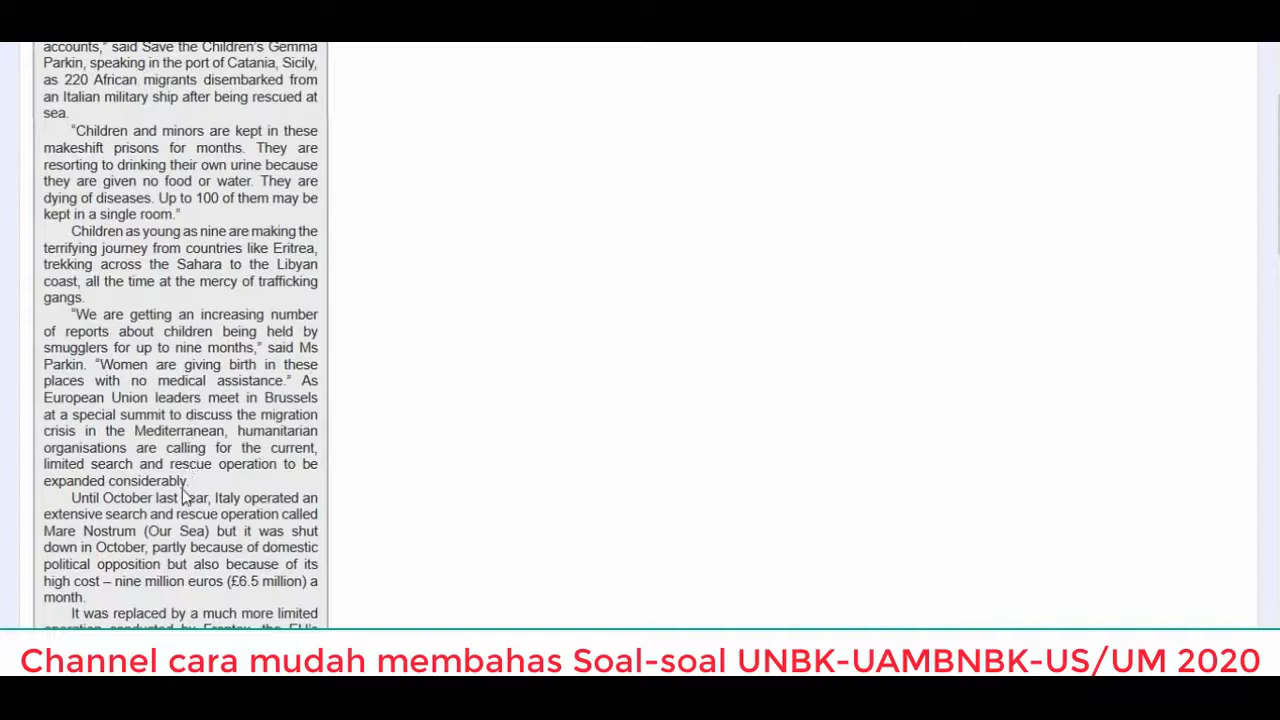 accounts,” said Save the Children’s Gemma
Parkin, speaking in the port of Catania, Sicily,
as 220 African migrants disembarked from
an Italian military ship after being rescued at
sea.
“Children and minors are kept in these
makeshift prisons for months. They are
resorting to drinking their own urine because
they are given no food or water. They are
dying of diseases. Up to 100 of them may be
kept in a single room.”
Children as young as nine are making the
terrifying journey from countries like Eritrea,
trekking across the Sahara to the Libyan
coast, all the time at the mercy of trafficking
gangs.
“We are getting an increasing number
of reports about children being held by
smugglers for up to nine months,” said Ms
Parkin. “Women are giving birth in these
places with no medical assistance.” As
European Union leaders meet in Brussels
at a special summit to discuss the migration
crisis in the Mediterranean, humanitarian
organisations are calling for the current,
limited search and rescue operation to be
expanded considerably.
Until October last year, Italy operated an
extensive search and rescue operation called
Mare Nostrum (Our Sea) but it was shut
down in October, partly because of domestic
political opposition but also because of its
high cost – nine million euros (£6.5 million) a
month.
It was replaced by a much more limited
operation conducted by Frontex, the EU’s
Channel cara mudah membahas Soal-soal UNBK-UAMBNBK-US/UM 2020